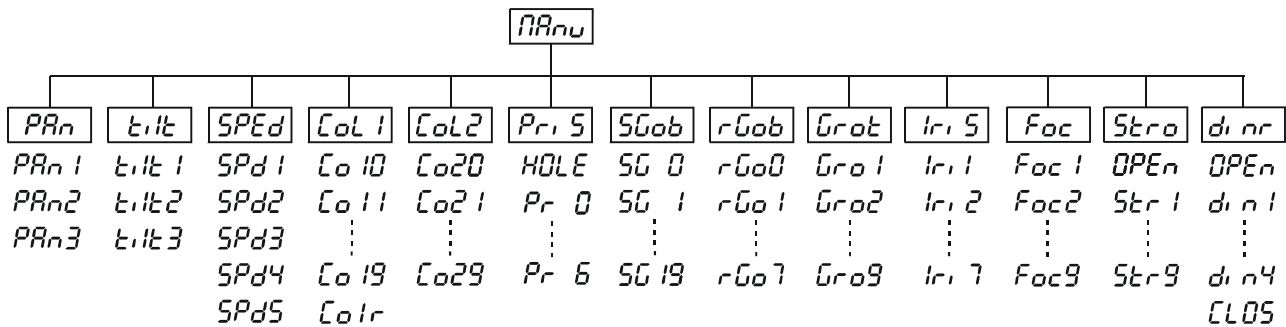 MAnu
PAn tilt SPEd CoL1 CoL2 PriS SGob rGob Grot IriS Foc Stro dinr
PAn1 tilt1 SPd1 Co10 Co20 HOLE SG 0 rGo0 Gro1 Iri1 Foc1 OPEn OPEn
PAn2 tilt2 SPd2 Co11 Co21 Pr 0 SG 1 rGo1 Gro2 Iri2 Foc2 Str1 din1
PAn3 tilt3 SPd3
SPd4 Co19 Co29 Pr 6 SG19 rGo7 Gro9 Iri7 Foc9 Str9 din4
SPd5 Colr CLOS